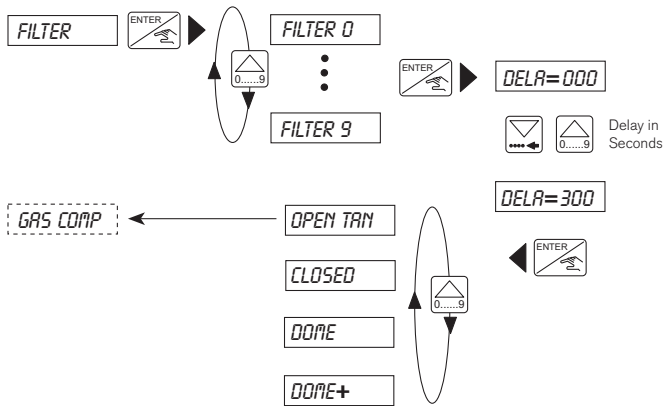 FILTER
ENTER
0......9
FILTER 0
FILTER 9
ENTER
DELA=000
0......9
Delay in
Seconds
DELA=300
ENTER
GAS COMP
OPEN TAN
CLOSED
DOME
DOME+
0......9